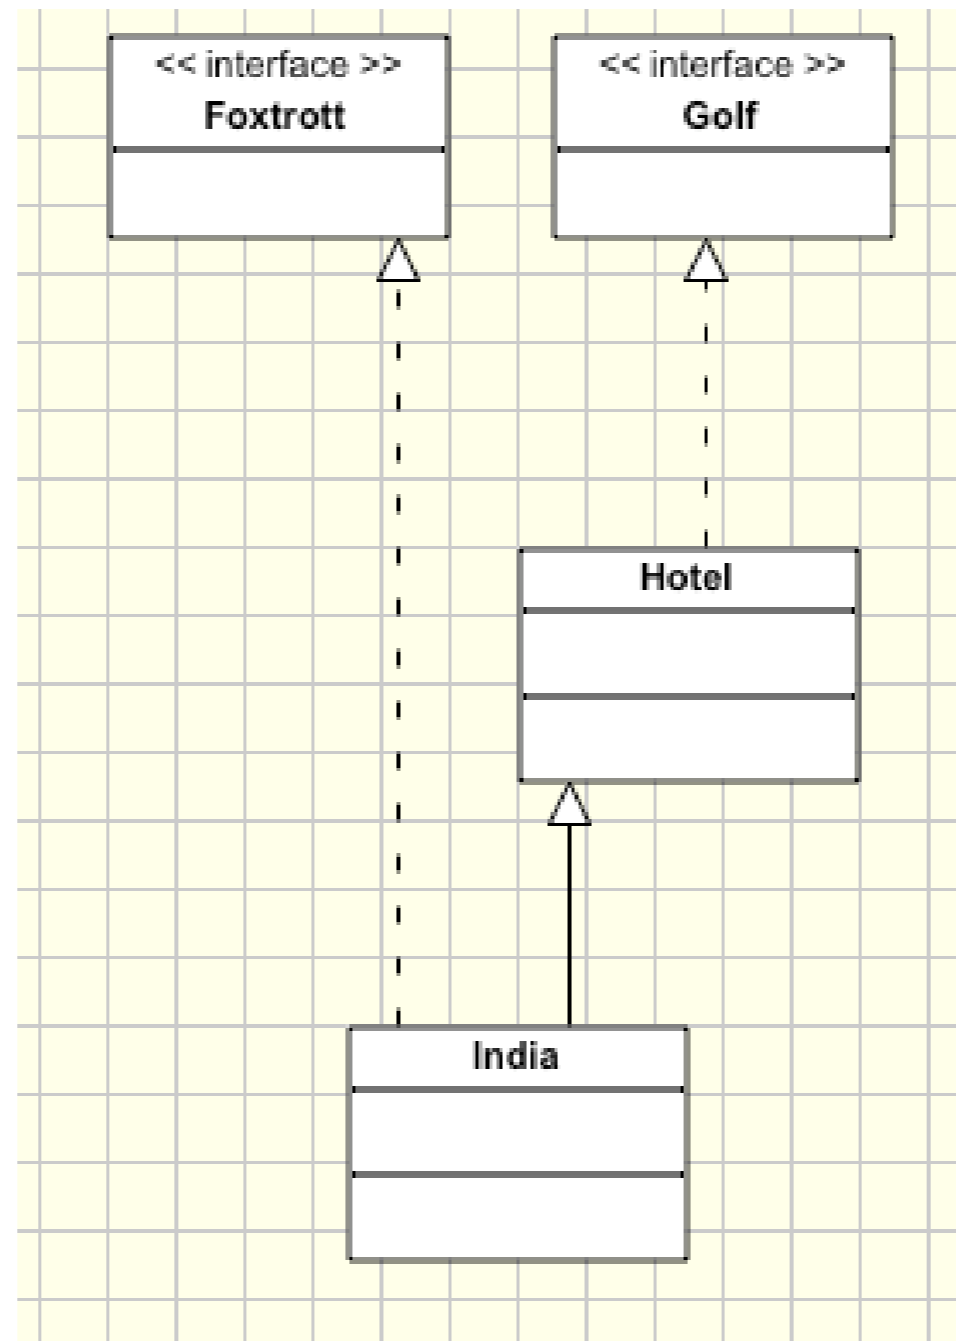 << interface >>
Foxtrott
<< interface >>
Golf
Hotel
India